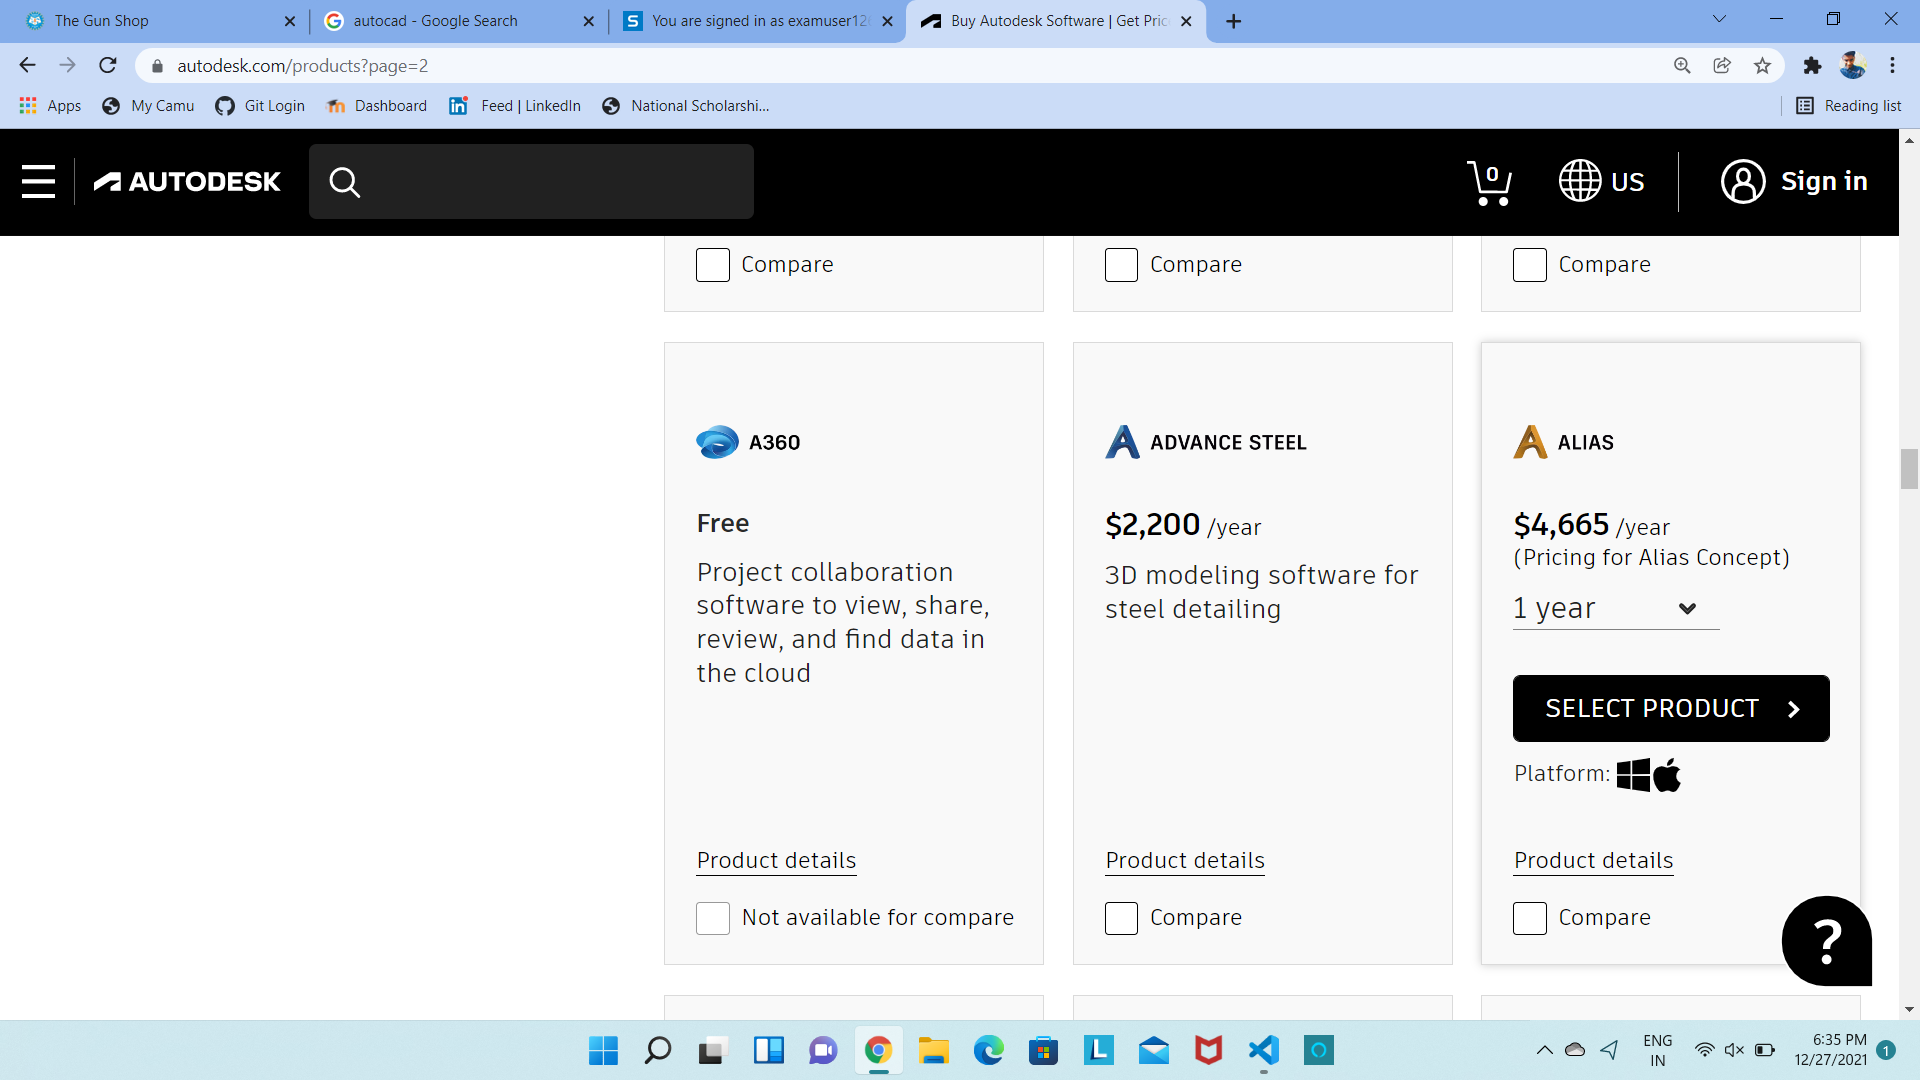 The Gun Shop
autocad - Google Search
S
You are signed in as examuser12
Buy Autodesk Software | Get Pric
autodesk.com/products?page=2
Apps
My Camu
Git Login
Dashboard
in
Feed | LinkedIn
National Scholarshi...
Reading list
AUTODESK
0
US
Sign in
Compare
Compare
Compare
A360
Free
Project collaboration
software to view, share,
review, and find data in
the cloud
Product details
Not available for compare
ADVANCE STEEL
$2,200 /year
3D modeling software for
steel detailing
Product details
Compare
ALIAS
$4,665 /year
(Pricing for Alias Concept)
1 year
SELECT PRODUCT
Platform:
Product details
Compare
?
L
ENG
IN
6:35 PM
12/27/2021
1